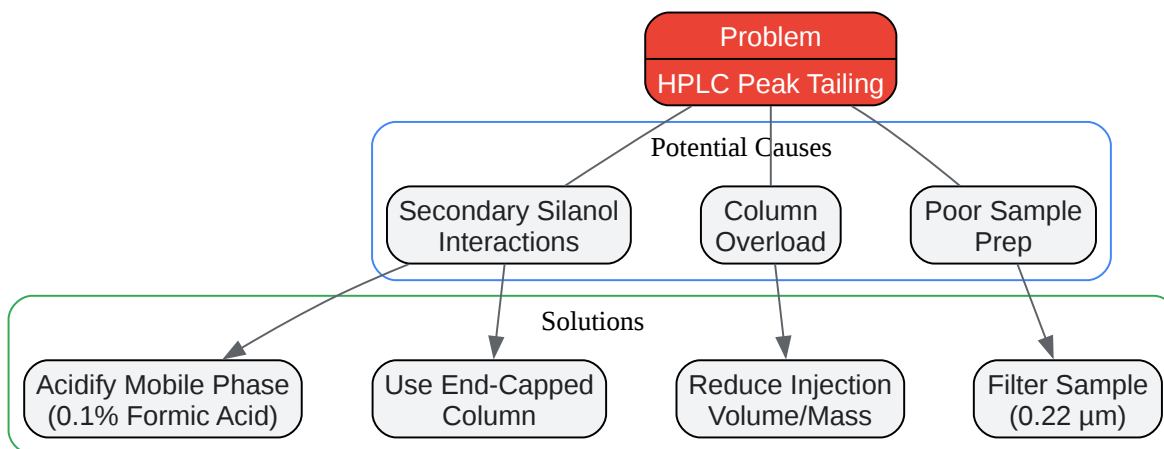 Problem
HPLC Peak Tailing
Potential Causes
Secondary Silanol
Interactions
Column
Overload
Poor Sample
Prep
Solutions
Acidify Mobile Phase
(0.1% Formic Acid)
Use End-Capped
Column
Reduce Injection
Volume/Mass
Filter Sample
(0.22 µm)